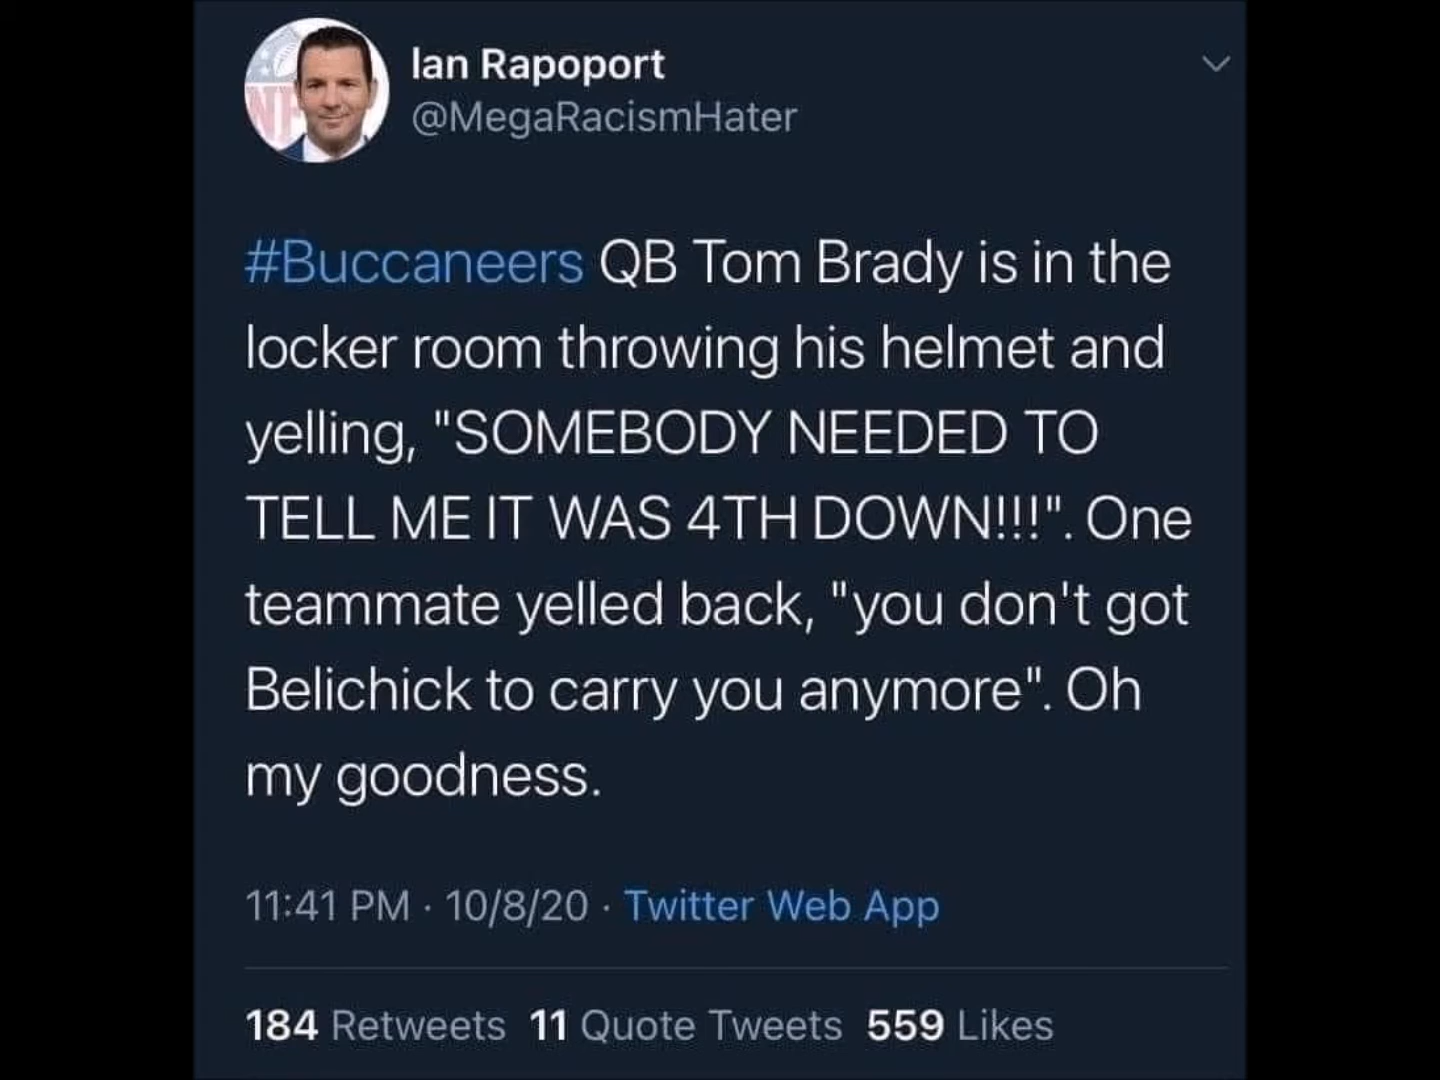 Ian Rapoport
@MegaRacismHater
#Buccaneers QB Tom Brady is in the
locker room throwing his helmet and
yelling, "SOMEBODY NEEDED TO
TELL ME IT WAS 4TH DOWN!!!". One
teammate yelled back, "you don't got
Belichick to carry you anymore". Oh
my goodness.
11:41 PM · 10/8/20 · Twitter Web App
184 Retweets 11 Quote Tweets 559 Likes